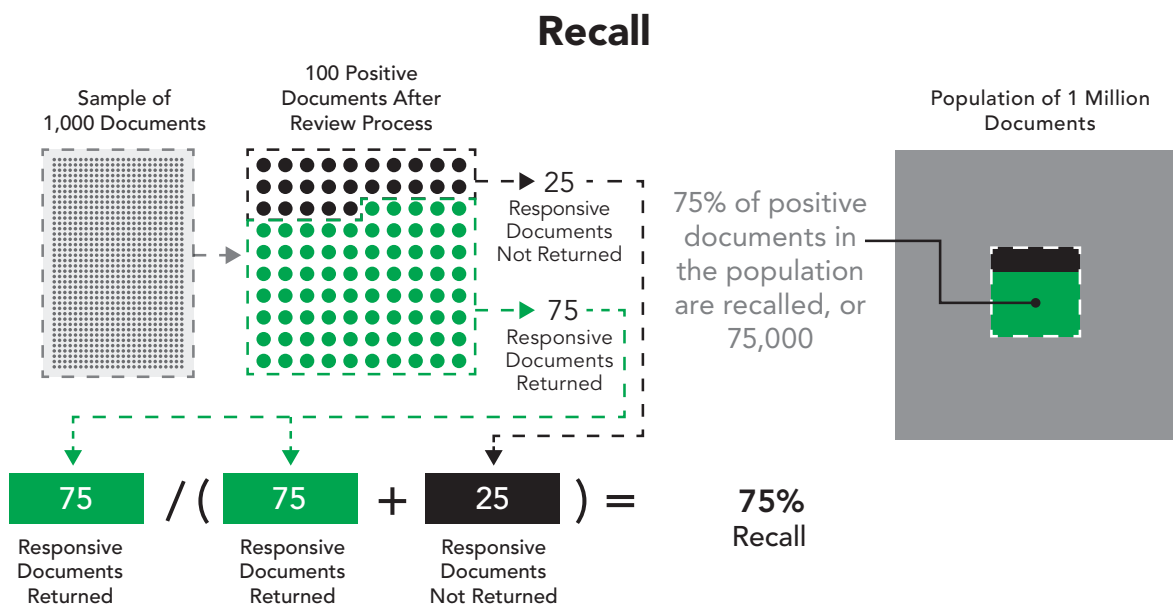 Recall
Sample of
1,000 Documents
100 Positive
Documents After
Review Process
25
Responsive
Documents
Not Returned
75
Responsive
Documents
Returned
75% of positive
documents in
the population
are recalled, or
75,000
Population of 1 Million
Documents
75 / ( 75 + 25 ) = 75%
Recall
Responsive
Documents
Returned
Responsive
Documents
Returned
Responsive
Documents
Not Returned